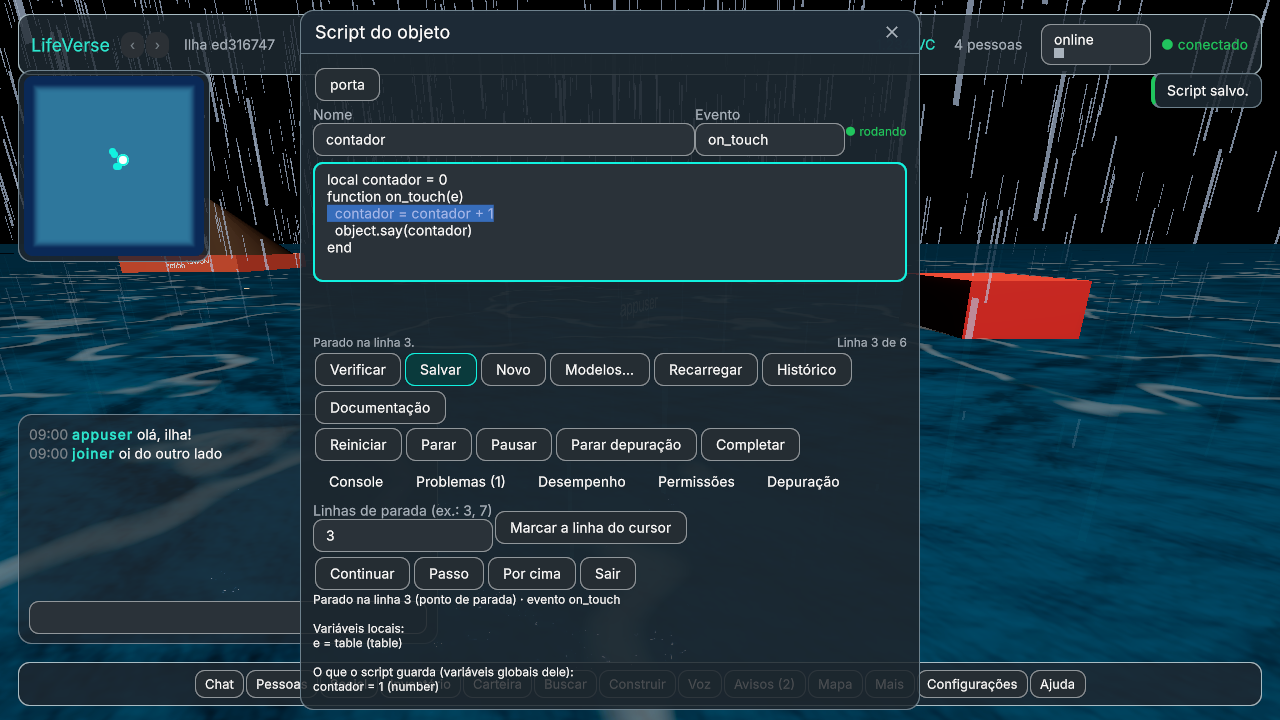 LifeVerse ‹ › Ilha ed316747
VC 4 pessoas online conectado
Script salvo.
Script do objeto
porta
Nome Evento
contador on_touch rodando
local contador = 0
function on_touch(e)
contador = contador + 1
object.say(contador)
end
appuser
Parado na linha 3. Linha 3 de 6
Verificar Salvar Novo Modelos... Recarregar Histórico
Documentação
Reiniciar Parar Pausar Parar depuração Completar
Console Problemas (1) Desempenho Permissões Depuração
Linhas de parada (ex.: 3, 7)
3 Marcar a linha do cursor
Continuar Passo Por cima Sair
Parado na linha 3 (ponto de parada) · evento on_touch
Variáveis locais:
e = table (table)
O que o script guarda (variáveis globais dele):
contador = 1 (number)
09:00 appuser olá, ilha!
09:00 joiner oi do outro lado
Chat Pessoas Carteira Buscar Construir Voz Avisos (2) Mapa Mais Configurações Ajuda